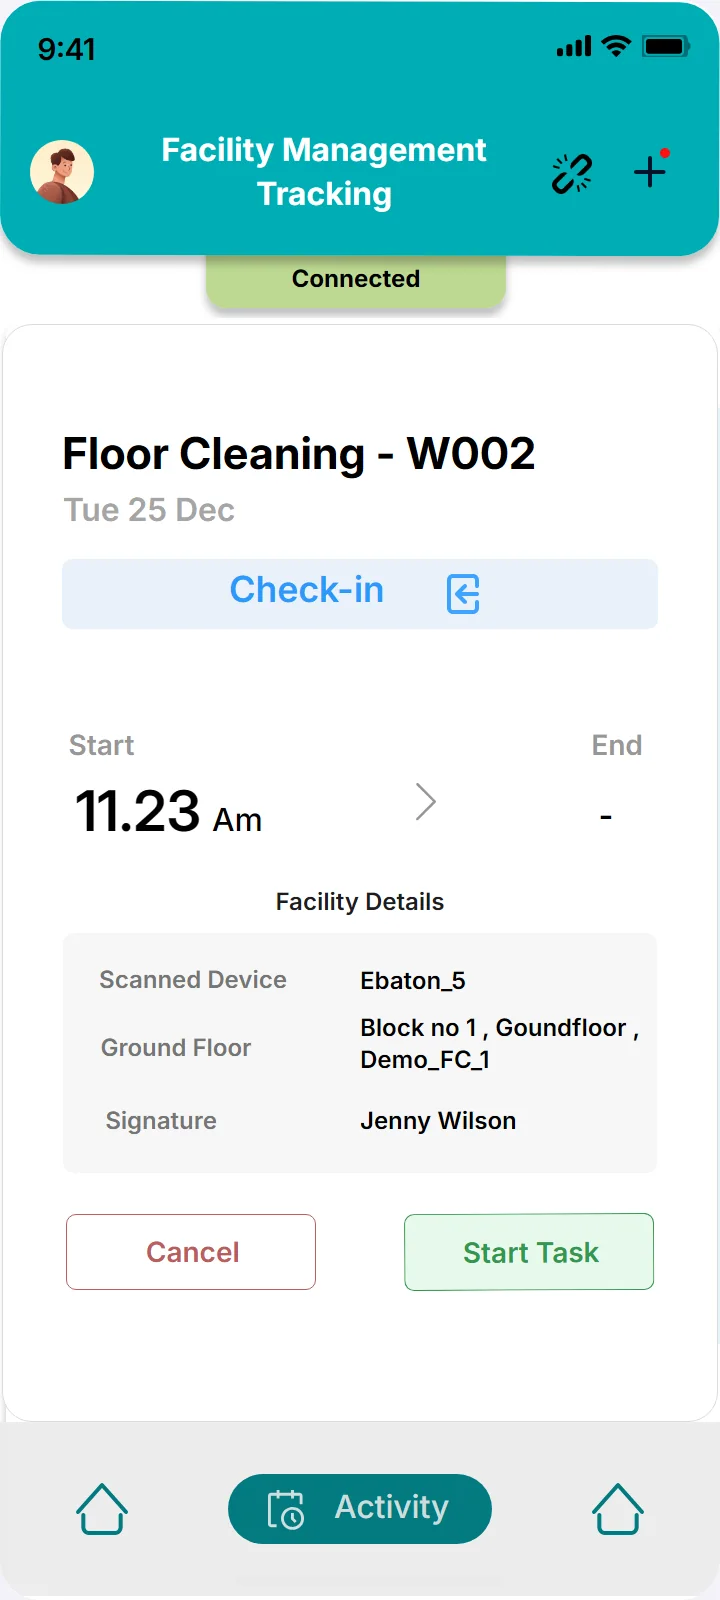 9:41
Facility Management
Tracking
Connected
Floor Cleaning - W002
Tue 25 Dec
Check-in
Start
End
11.23 Am
-
Facility Details
Scanned Device
Ebaton_5
Ground Floor
Block no 1 , Goundfloor ,
Demo_FC_1
Signature
Jenny Wilson
Cancel
Start Task
Activity